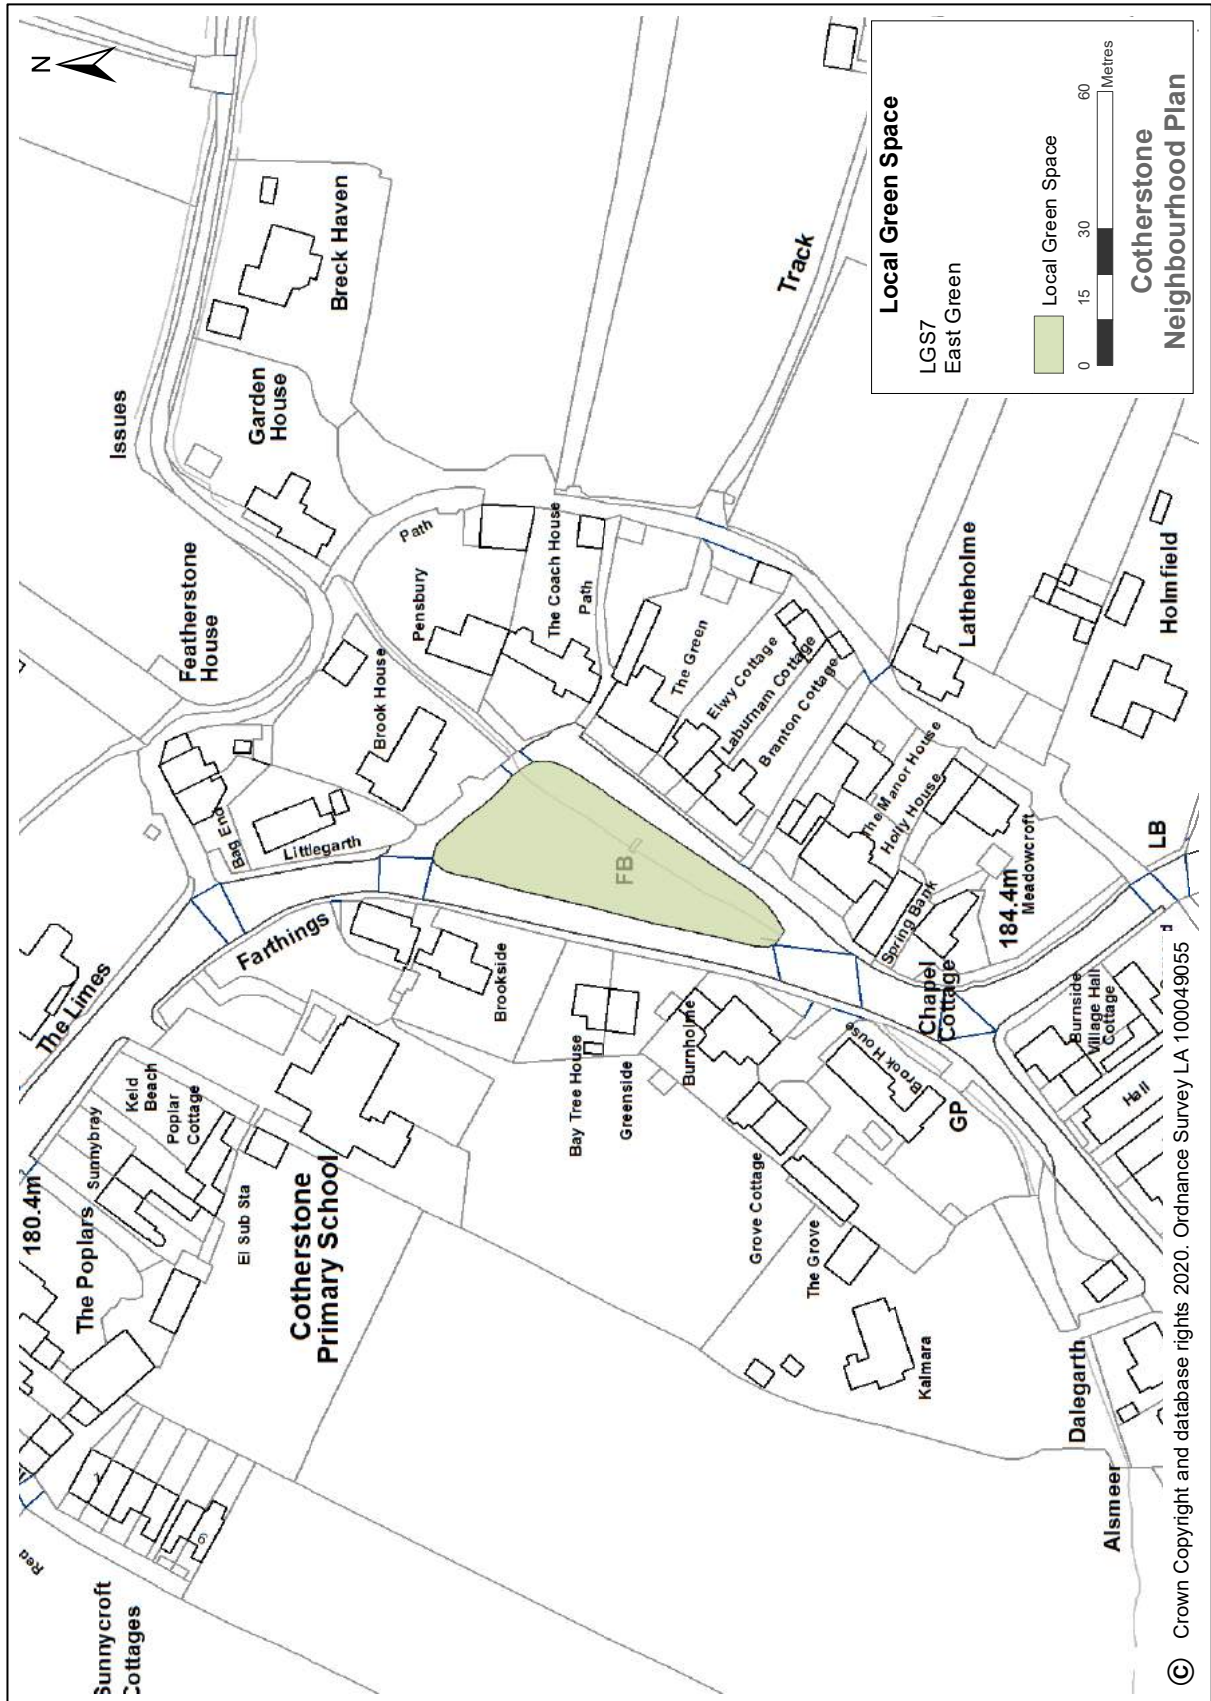 N
Issues
Breck Haven
Garden
House
Featherstone
House
Path
Pensbury
The Coach House
Path
Brook House
Bag End
Littlegarth
The Green
Elwy Cottage
Laburnam Cottage
Branton Cottage
Track
Latheholme
Holmfield
The Manor House
Holly House
Spring Bank
184.4m
Meadowcroft
LB
FB
The Limes
Farthings
Brookside
Bay Tree House
Greenside
Burnholme
Chapel
Cottage
Brook House
GP
Burnside
Village Hall
Cottage
Hall
Keld
Beach
Poplar
Cottage
Sunnybray
180.4m
The Poplars
El Sub Sta
Cotherstone
Primary School
Grove Cottage
The Grove
Kalmara
Dalegarth
Alsmeer
Sunnycroft
Cottages
Red
1
6
Local Green Space
LGS7
East Green
Local Green Space
0 15 30 60
Metres
Cotherstone
Neighbourhood Plan
© Crown Copyright and database rights 2020. Ordnance Survey LA 100049055